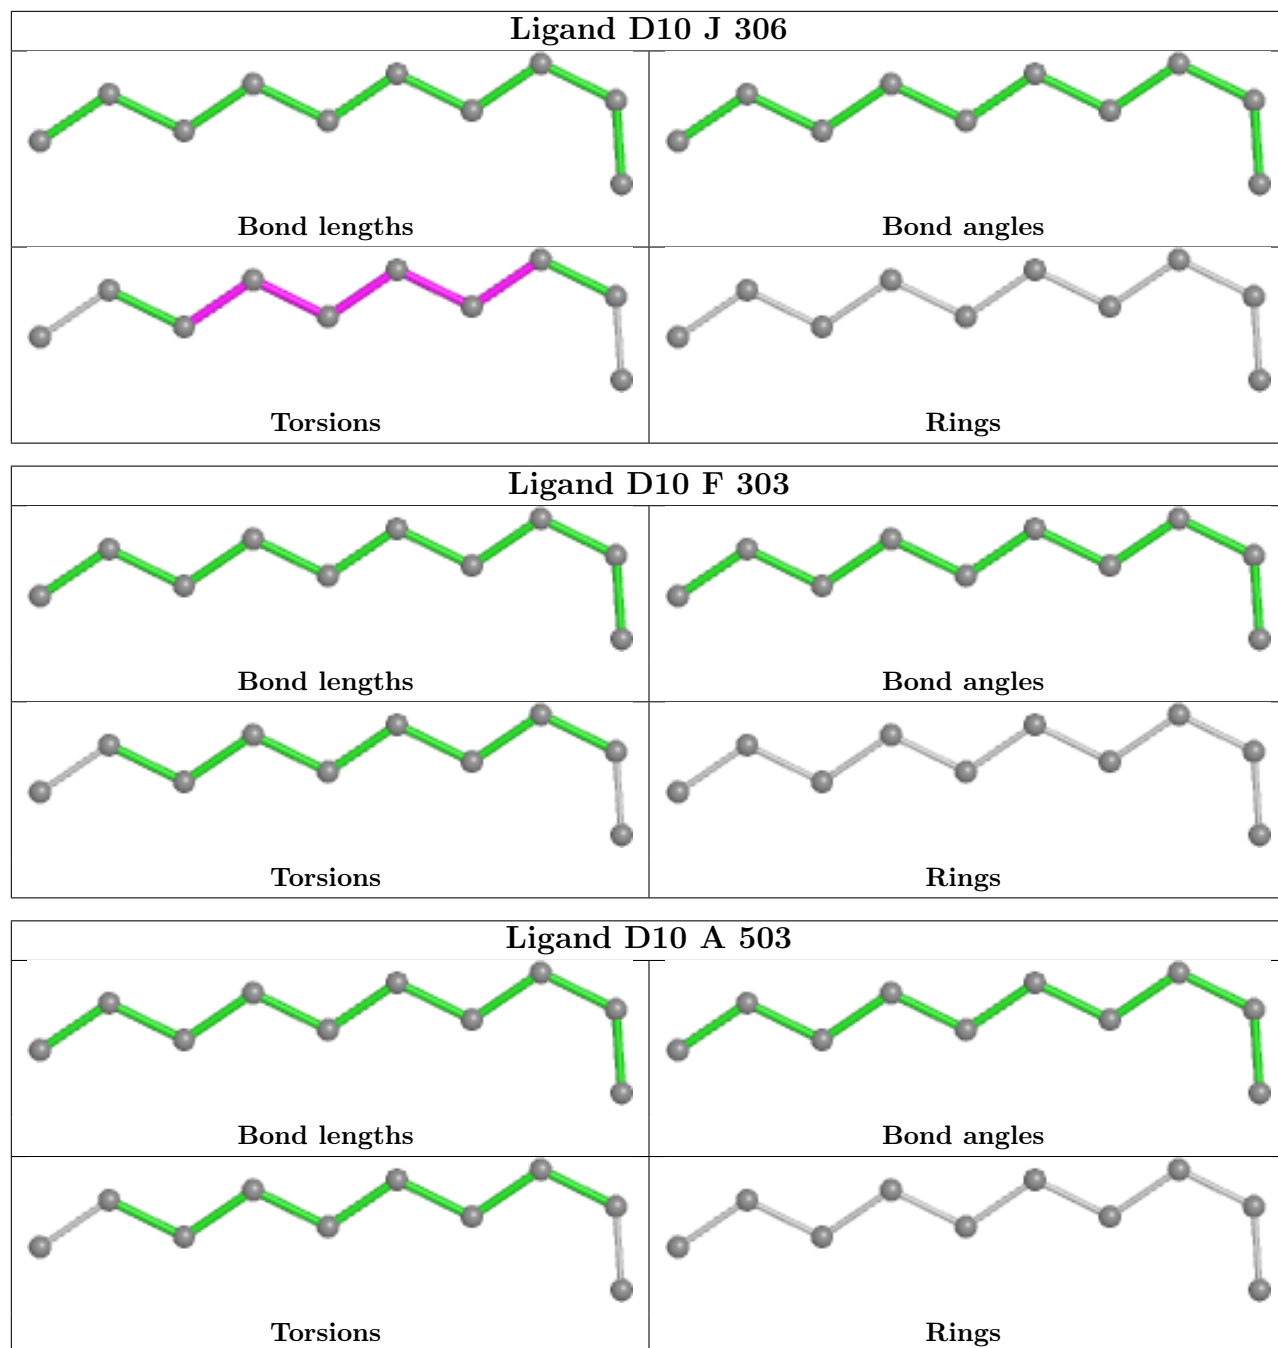 Ligand D10 J 306
Bond lengths
Bond angles
Torsions
Rings
Ligand D10 F 303
Bond lengths
Bond angles
Torsions
Rings
Ligand D10 A 503
Bond lengths
Bond angles
Torsions
Rings